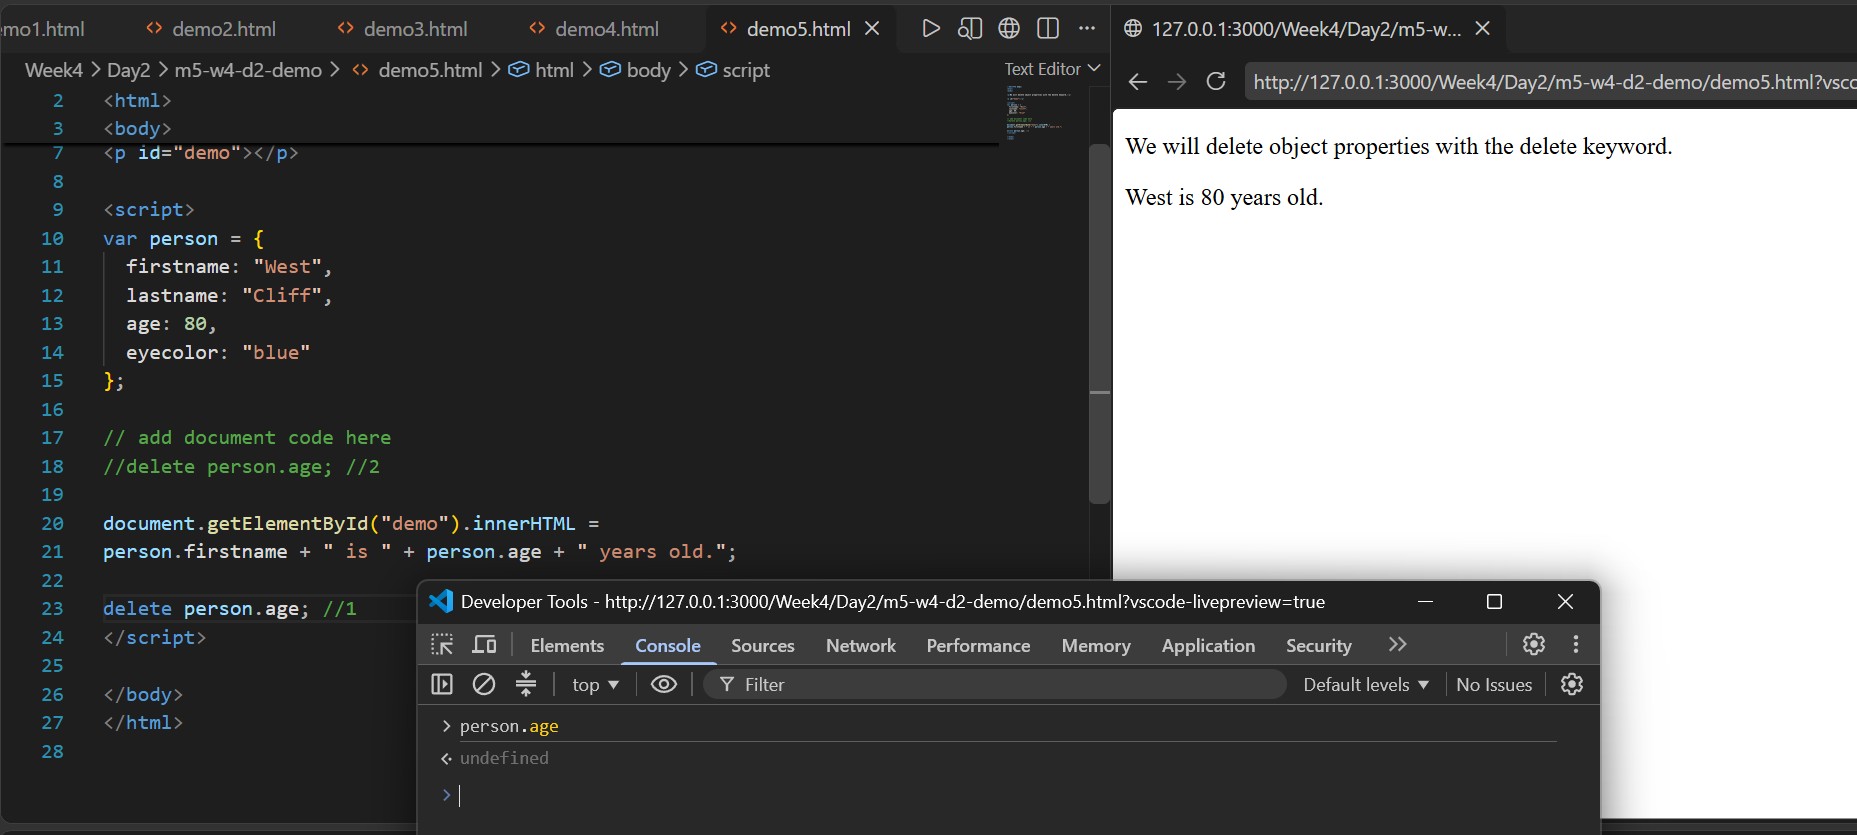 mo1.html demo2.html demo3.html demo4.html demo5.html
Week4 > Day2 > m5-w4-d2-demo > demo5.html > html > body > script
Text Editor
2 <html>
3 <body>
7 <p id="demo"></p>
8
9 <script>
10 var person = {
11 firstname: "West",
12 lastname: "Cliff",
13 age: 80,
14 eyecolor: "blue"
15 };
16
17 // add document code here
18 //delete person.age; //2
19
20 document.getElementById("demo").innerHTML =
21 person.firstname + " is " + person.age + " years old.";
22
23 delete person.age; //1
24 </script>
25
26 </body>
27 </html>
28
127.0.0.1:3000/Week4/Day2/m5-w...
http://127.0.0.1:3000/Week4/Day2/m5-w4-d2-demo/demo5.html?vsco
We will delete object properties with the delete keyword.
West is 80 years old.
Developer Tools - http://127.0.0.1:3000/Week4/Day2/m5-w4-d2-demo/demo5.html?vscode-livepreview=true
Elements Console Sources Network Performance Memory Application Security
top Filter Default levels No Issues
> person.age
undefined
>